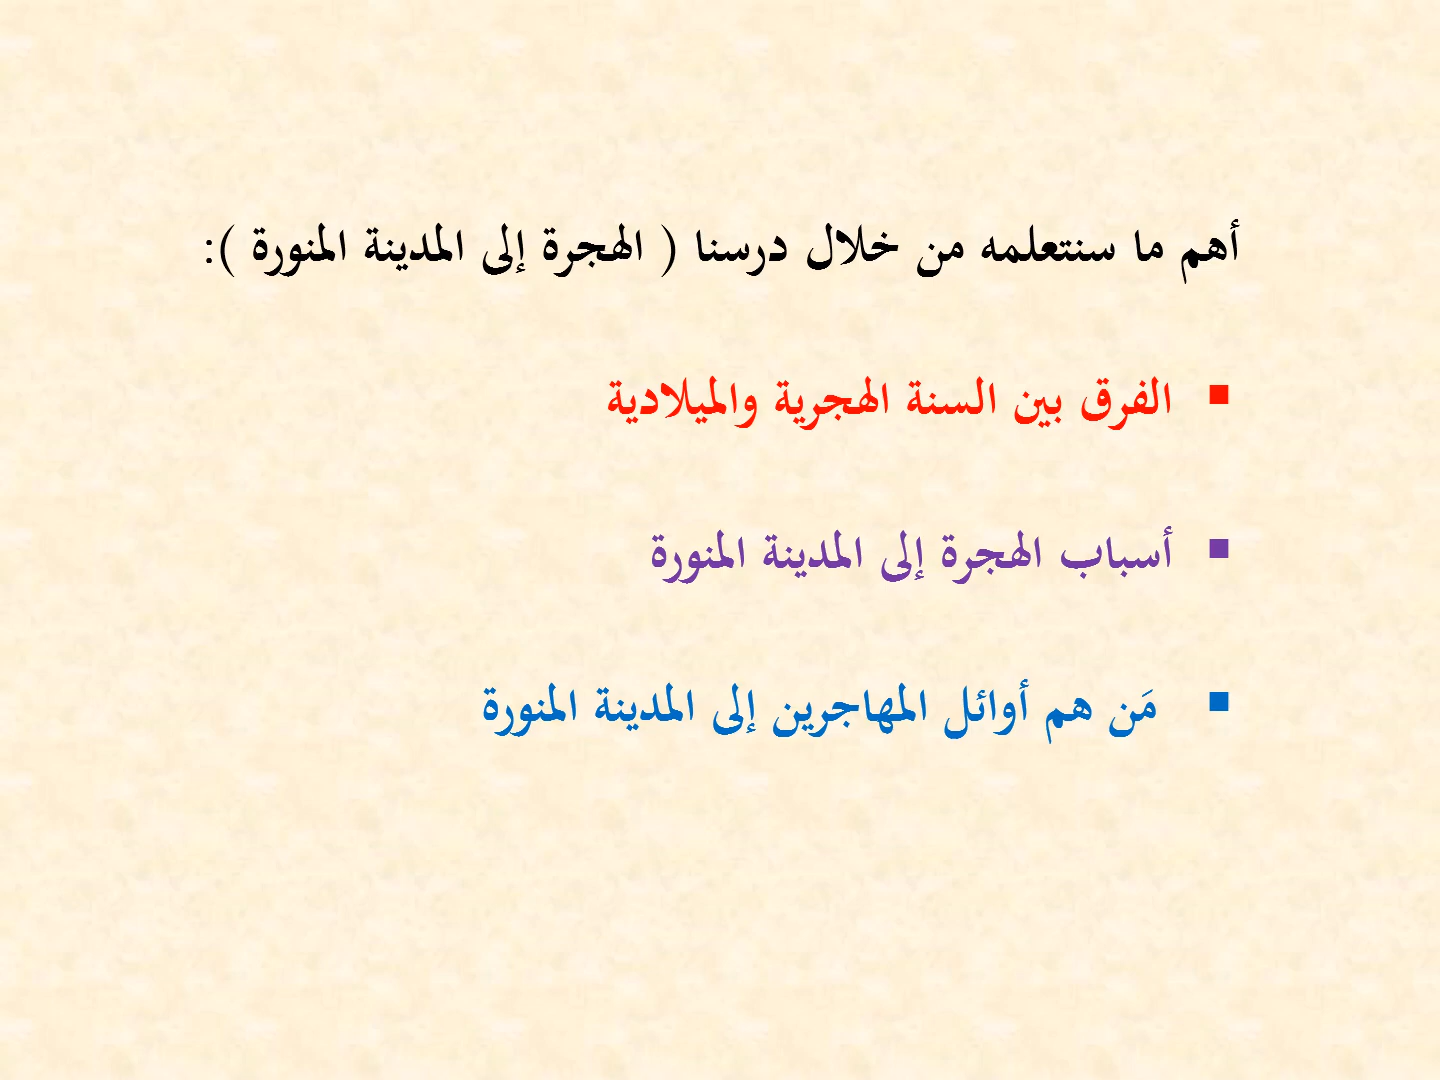 أهم ما سنتعلمه من خلال درسنا ( الهجرة إلى المدينة المنورة ):
▪ الفرق بين السنة الهجرية والميلادية
▪ أسباب الهجرة إلى المدينة المنورة
▪ مَن هم أوائل المهاجرين إلى المدينة المنورة